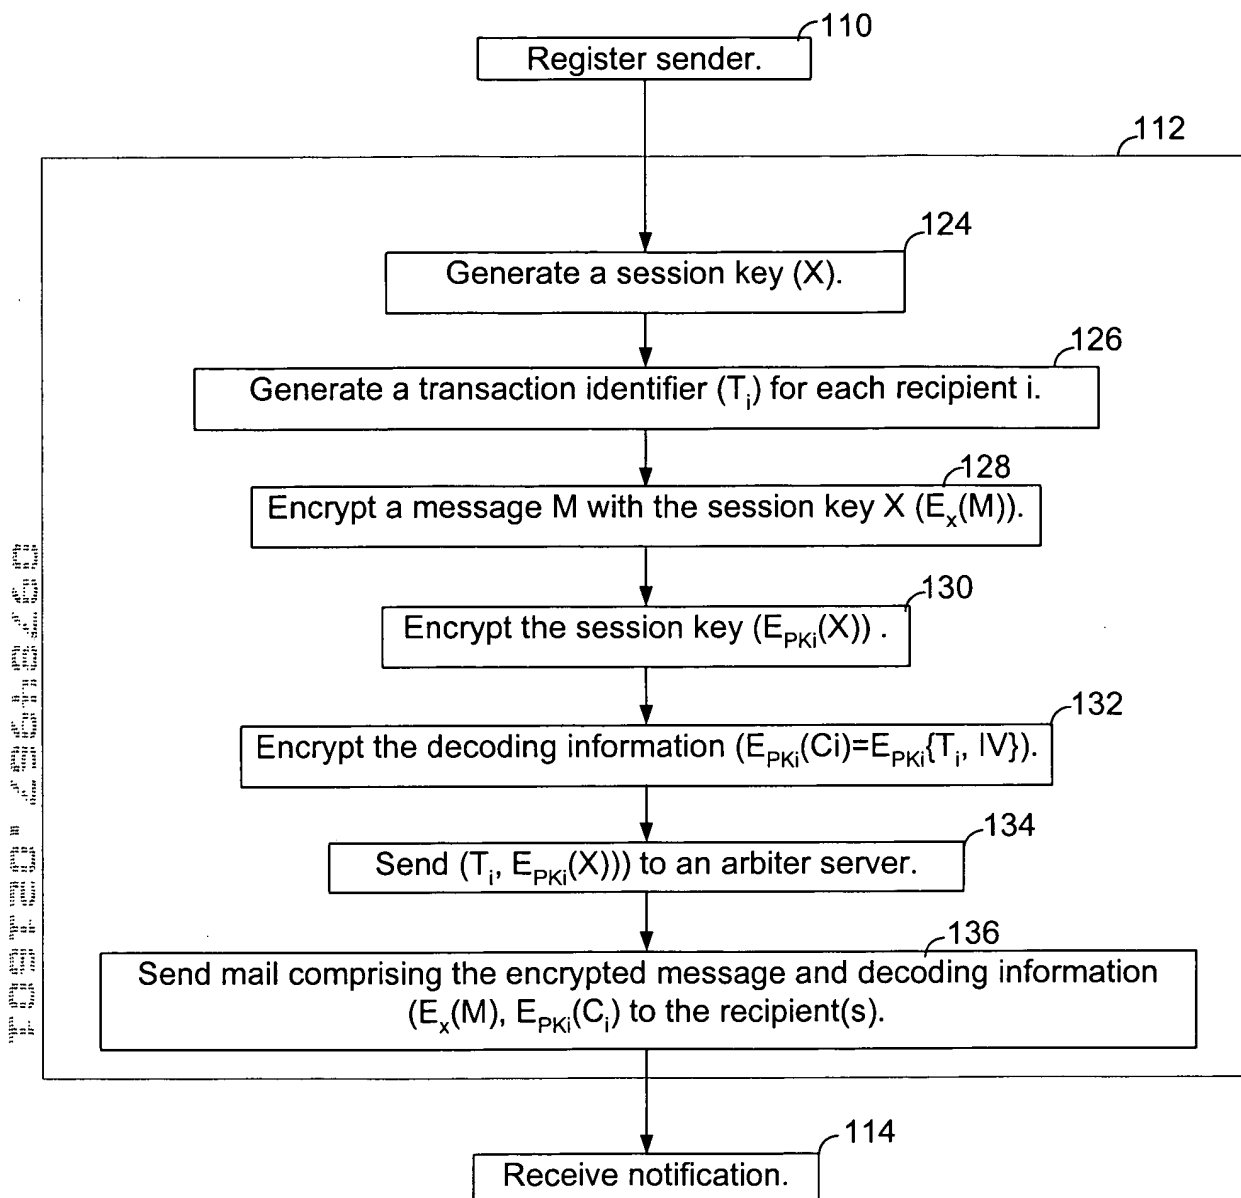 110
Register sender.
112
124
Generate a session key (X).
126
Generate a transaction identifier (Ti) for each recipient i.
128
Encrypt a message M with the session key X (Ex(M)).
130
Encrypt the session key (EPKi(X)) .
132
Encrypt the decoding information (EPKi(Ci)=EPKi{Ti, IV}).
134
Send (Ti, EPKi(X))) to an arbiter server.
136
Send mail comprising the encrypted message and decoding information
(Ex(M), EPKi(Ci) to the recipient(s).
114
Receive notification.